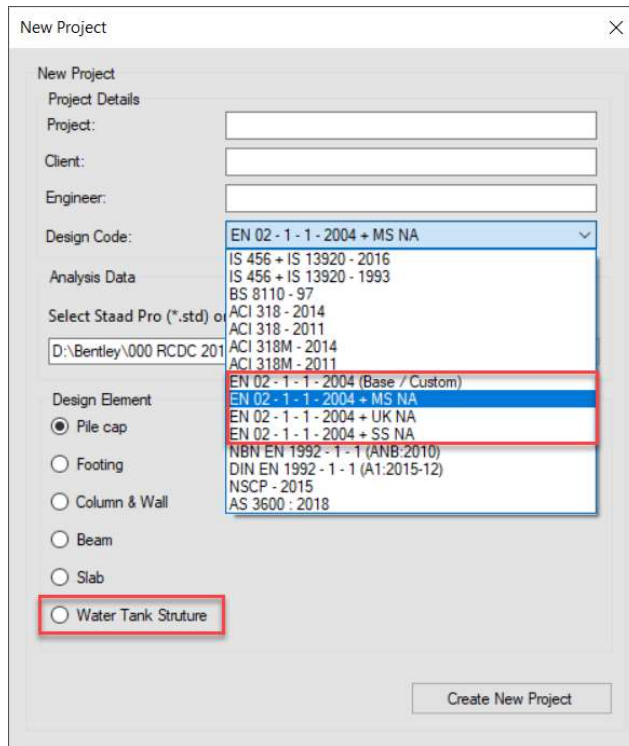 New Project
New Project
Project Details
Project:
Client:
Engineer:
Design Code:
EN 02 - 1 - 1 - 2004 + MS NA
IS 456 + IS 13920 - 2016
IS 456 + IS 13920 - 1993
BS 8110 - 97
ACI 318 - 2014
ACI 318 - 2011
ACI 318M - 2014
ACI 318M - 2011
EN 02 - 1 - 1 - 2004 (Base / Custom)
EN 02 - 1 - 1 - 2004 + MS NA
EN 02 - 1 - 1 - 2004 + UK NA
EN 02 - 1 - 1 - 2004 + SS NA
NBN EN 1992 - 1 - 1 (ANB:2010)
DIN EN 1992 - 1 - 1 (A1:2015-12)
NSCP - 2015
AS 3600 : 2018
Analysis Data
Select Staad Pro (*.std) or
D:\Bentley\000 RCDC 201
Design Element
Pile cap
Footing
Column & Wall
Beam
Slab
Water Tank Struture
Create New Project